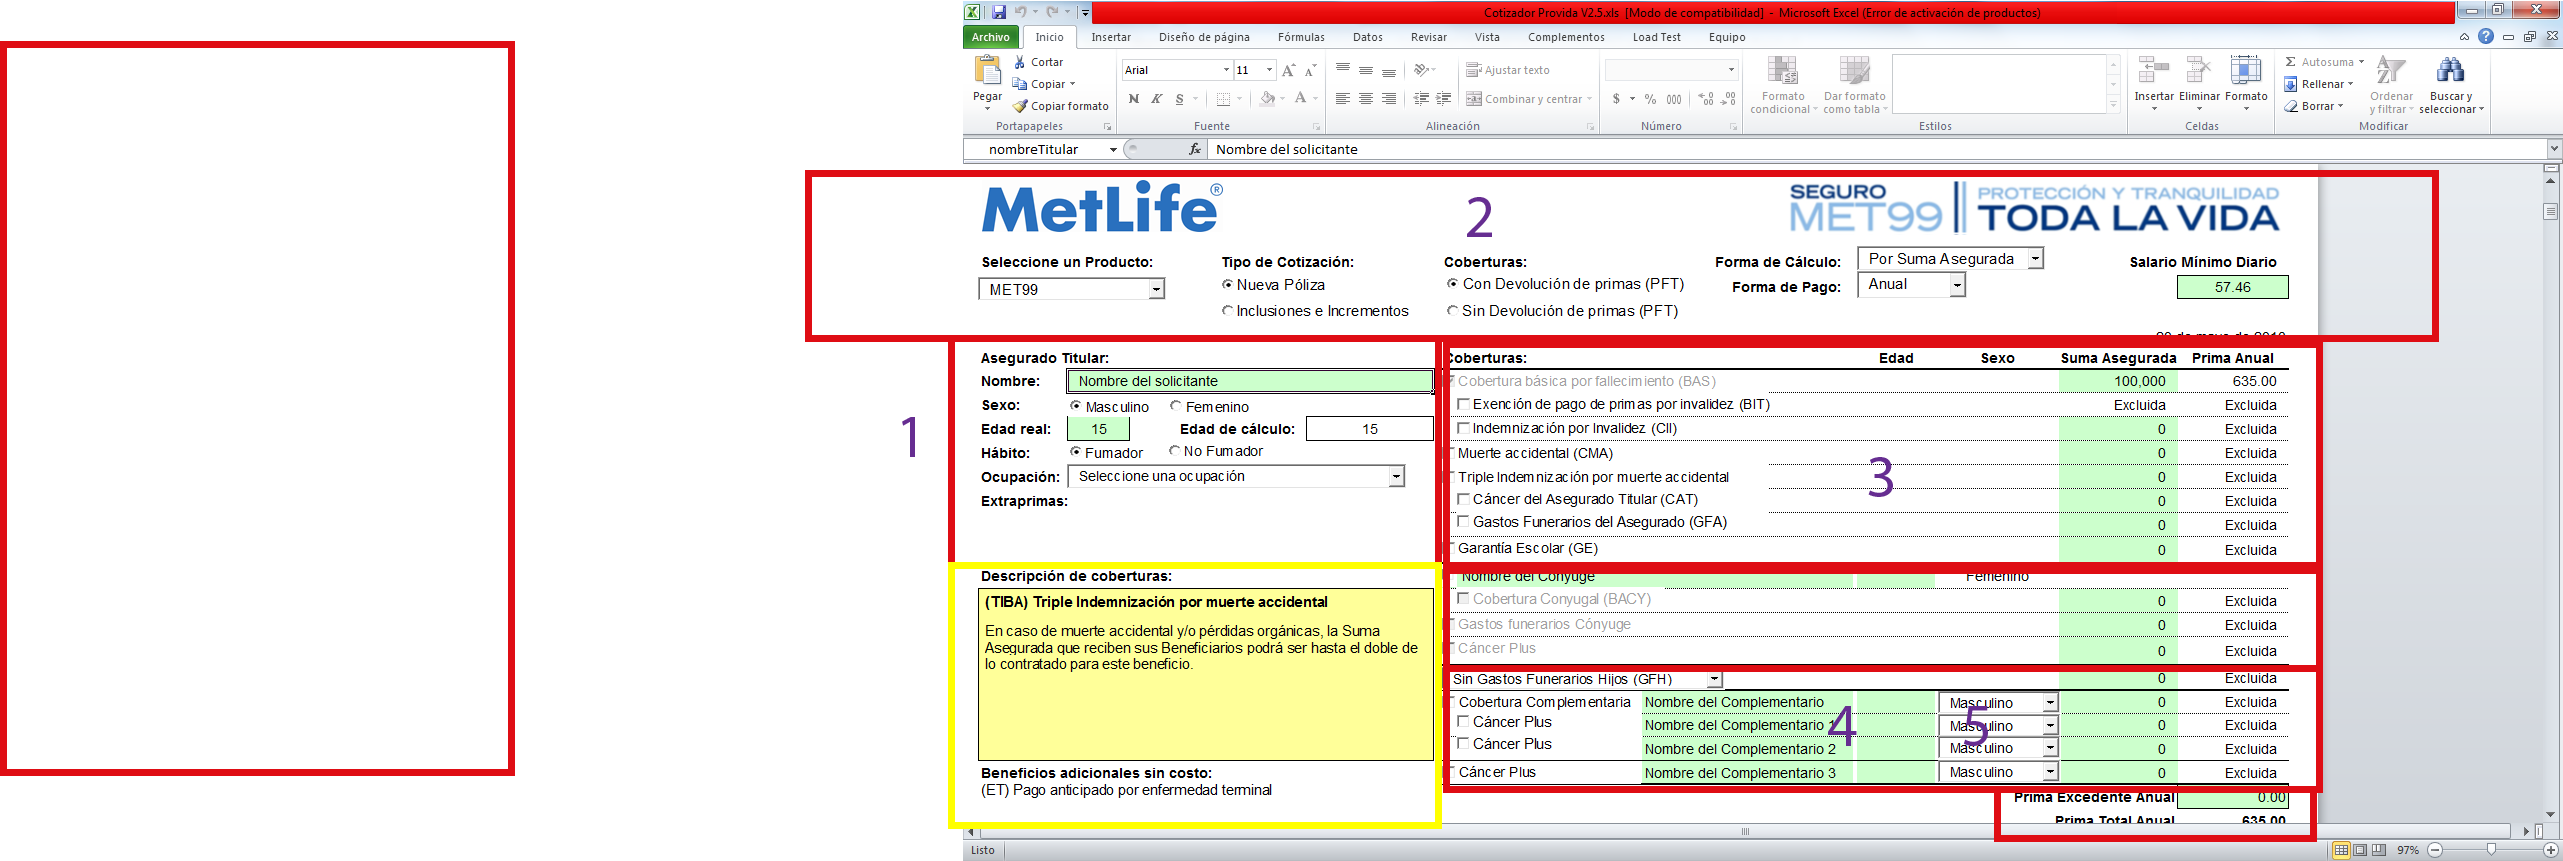 Cotizador Provida V2.5.xls [Modo de compatibilidad] - Microsoft Excel (Error de activación de productos)
Archivo Inicio Insertar Diseño de página Fórmulas Datos Revisar Vista Complementos Load Test Equipo
Pegar
Cortar
Copiar
Copiar formato
Portapapeles
Arial 11
N K S A
Fuente
Ajustar texto
Combinar y centrar
Alineación
$ % 000
Número
Formato condicional
Dar formato como tabla
Estilos
Insertar Eliminar Formato
Celdas
Σ Autosuma
Rellenar
Borrar
Ordenar y filtrar
Buscar y seleccionar
Modificar
nombreTitular fx Nombre del solicitante
MetLife®
2
SEGURO MET99
PROTECCIÓN Y TRANQUILIDAD
TODA LA VIDA
Seleccione un Producto:
MET99
Tipo de Cotización:
Nueva Póliza
Inclusiones e Incrementos
Coberturas:
Con Devolución de primas (PFT)
Sin Devolución de primas (PFT)
Forma de Cálculo: Por Suma Asegurada
Forma de Pago: Anual
Salario Mínimo Diario
57.46
1
Asegurado Titular:
Nombre: Nombre del solicitante
Sexo: Masculino Femenino
Edad real: 15 Edad de cálculo: 15
Hábito: Fumador No Fumador
Ocupación: Seleccione una ocupación
Extraprimas:
Descripción de coberturas:
(TIBA) Triple Indemnización por muerte accidental
En caso de muerte accidental y/o pérdidas orgánicas, la Suma
Asegurada que reciben sus Beneficiarios podrá ser hasta el doble de
lo contratado para este beneficio.
Beneficios adicionales sin costo:
(ET) Pago anticipado por enfermedad terminal
Coberturas: Edad Sexo Suma Asegurada Prima Anual
Cobertura básica por fallecimiento (BAS) 100,000 635.00
Exención de pago de primas por invalidez (BIT) Excluida Excluida
Indemnización por Invalidez (CII) 0 Excluida
Muerte accidental (CMA) 0 Excluida
3
Triple Indemnización por muerte accidental 0 Excluida
Cáncer del Asegurado Titular (CAT) 0 Excluida
Gastos Funerarios del Asegurado (GFA) 0 Excluida
Garantía Escolar (GE) 0 Excluida
Nombre del Conyuge Femenino
Cobertura Conyugal (BACY) 0 Excluida
Gastos funerarios Cónyuge 0 Excluida
Cáncer Plus 0 Excluida
Sin Gastos Funerarios Hijos (GFH) 0 Excluida
Cobertura Complementaria Nombre del Complementario Masculino 0 Excluida
Cáncer Plus Nombre del Complementario 1 Masculino 0 Excluida
4 5
Cáncer Plus Nombre del Complementario 2 Masculino 0 Excluida
Cáncer Plus Nombre del Complementario 3 Masculino 0 Excluida
Prima Excedente Anual 0.00
Prima Total Anual 635.00
Listo 97%